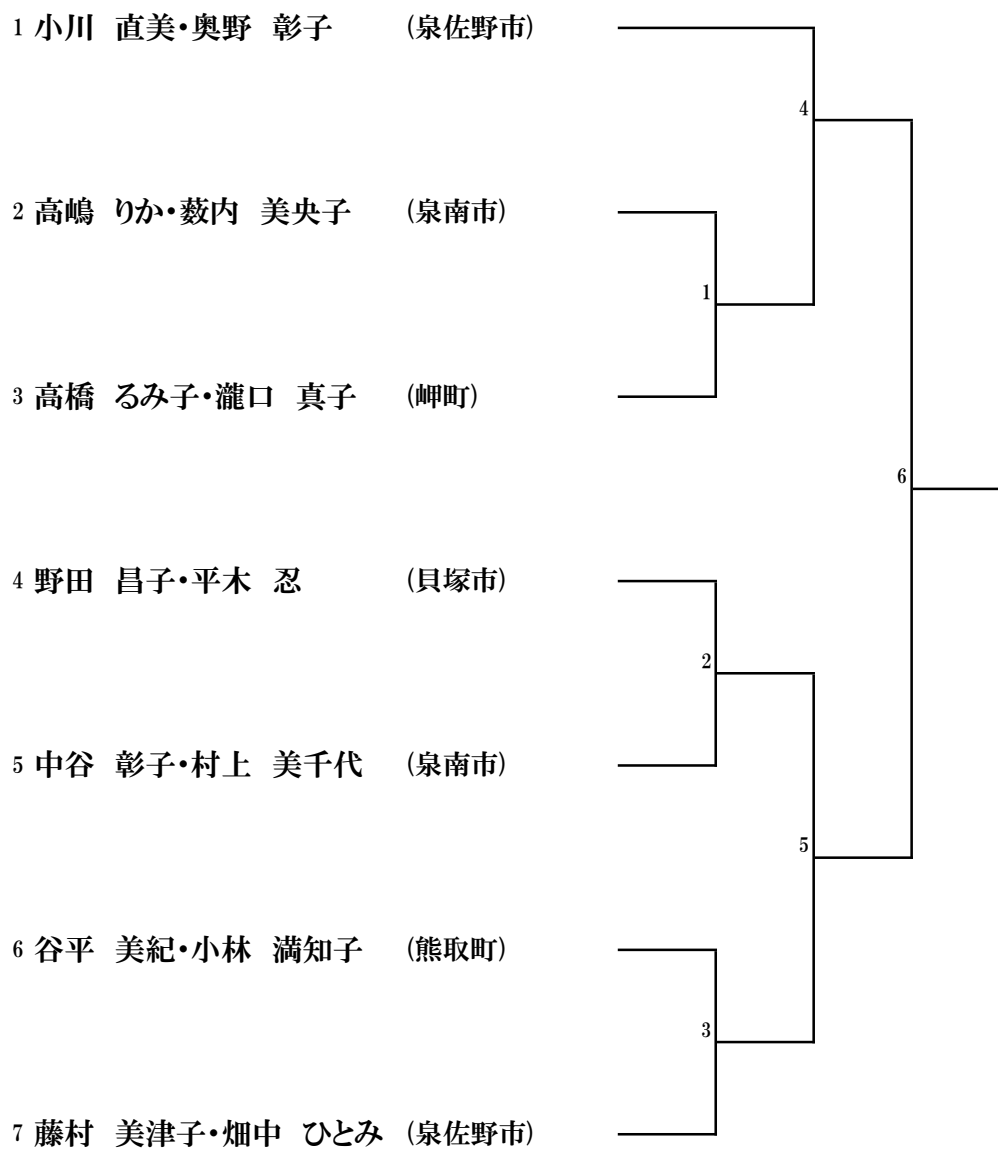 1 小川 直美・奥野 彰子 (泉佐野市)
4
2 高嶋 りか・薮内 美央子 (泉南市)
1
3 高橋 るみ子・瀧口 真子 (岬町)
6
4 野田 昌子・平木 忍 (貝塚市)
2
5 中谷 彰子・村上 美千代 (泉南市)
5
6 谷平 美紀・小林 満知子 (熊取町)
3
7 藤村 美津子・畑中 ひとみ (泉佐野市)